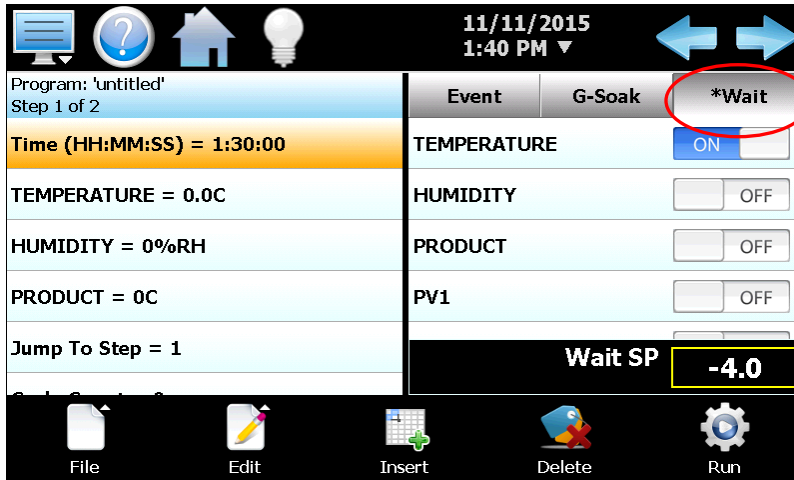 11/11/2015
1:40 PM ▼
Program: 'untitled'
Step 1 of 2
Time (HH:MM:SS) = 1:30:00
TEMPERATURE = 0.0C
HUMIDITY = 0%RH
PRODUCT = 0C
Jump To Step = 1
Event G-Soak *Wait
TEMPERATURE ON
HUMIDITY OFF
PRODUCT OFF
PV1 OFF
Wait SP -4.0
File Edit Insert Delete Run